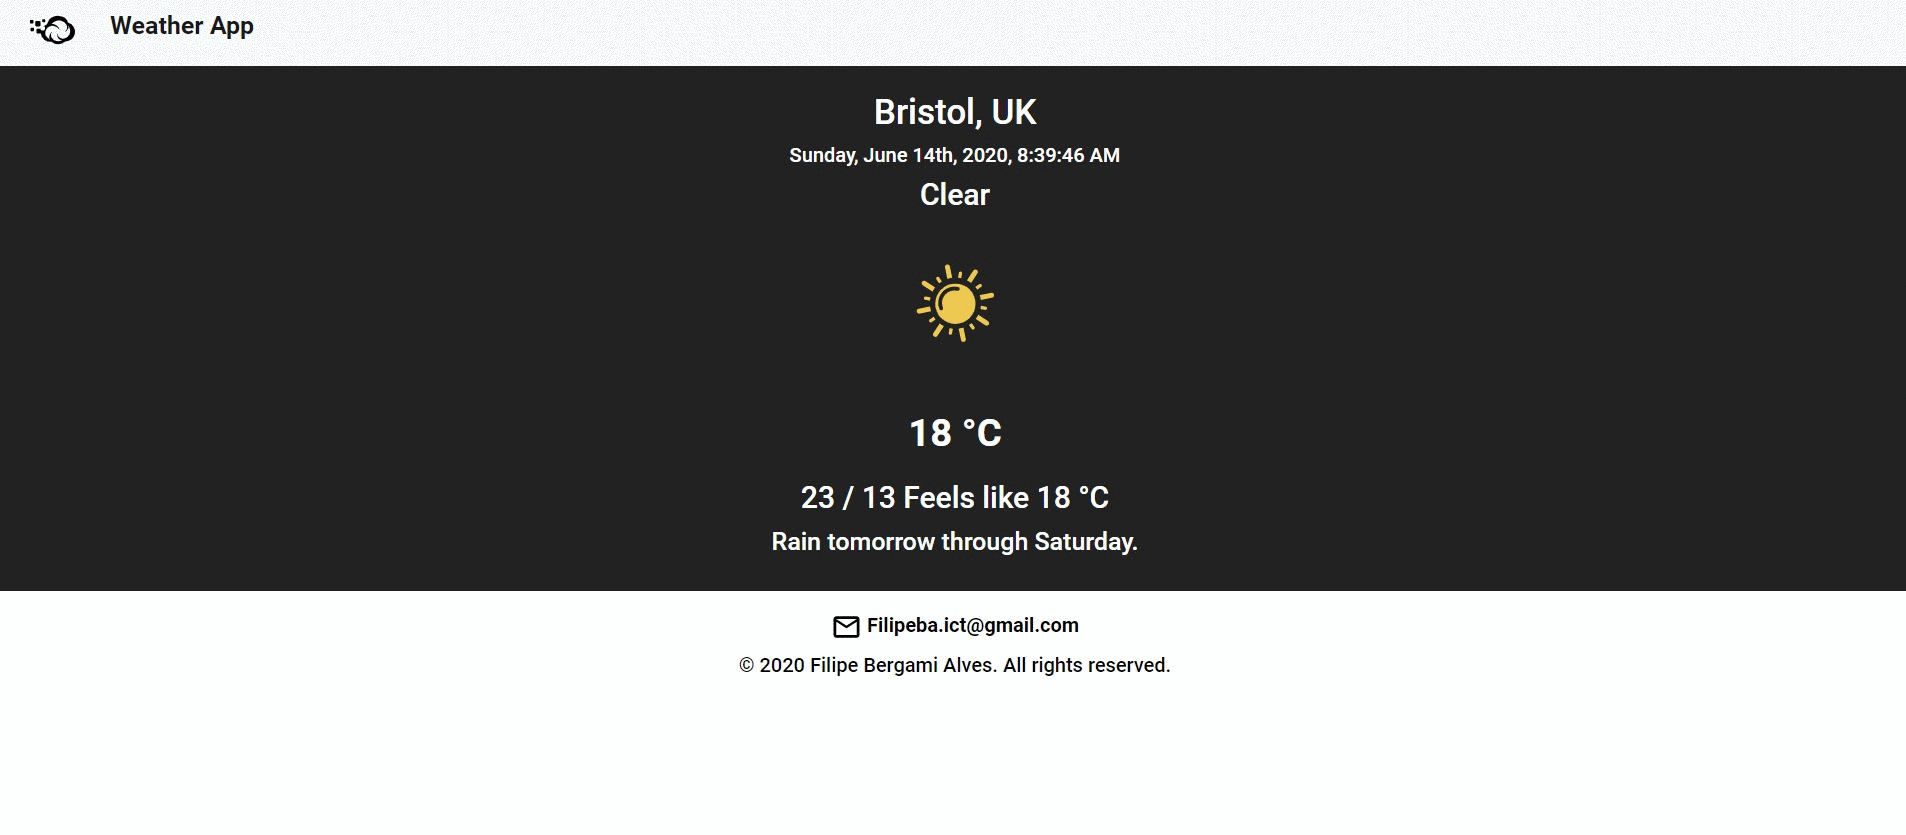 Weather App
Bristol, UK
Sunday, June 14th, 2020, 8:39:46 AM
Clear
18 °C
23 / 13 Feels like 18 °C
Rain tomorrow through Saturday.
Filipeba.ict@gmail.com
© 2020 Filipe Bergami Alves. All rights reserved.